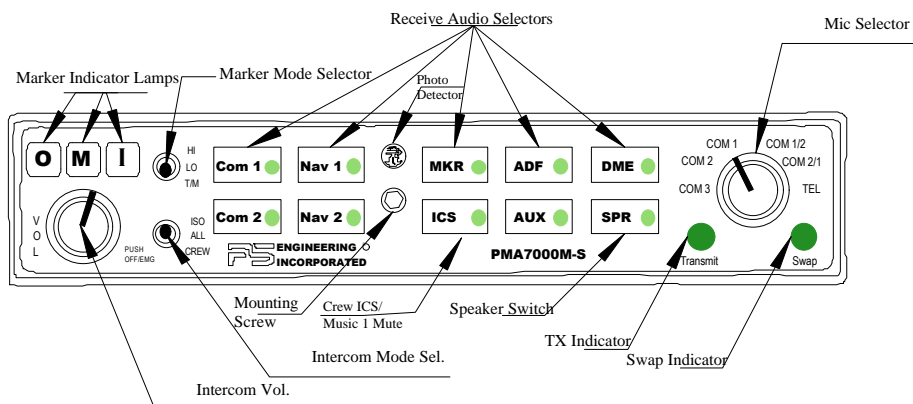 Receive Audio Selectors
Mic Selector
Marker Indicator Lamps
Marker Mode Selector
Photo
Detector
O M I
HI
LO
T/M
Com 1
Nav 1
MKR
ADF
DME
COM 1
COM 1/2
COM 2
COM 2/1
COM 3
TEL
VOL
PUSH
OFF/EMG
ISO
ALL
CREW
Com 2
Nav 2
ICS
AUX
SPR
PS ENGINEERING
INCORPORATED
PMA7000M-S
Transmit
Swap
Mounting
Screw
Crew ICS/
Music 1 Mute
Speaker Switch
TX Indicator
Swap Indicator
Intercom Mode Sel.
Intercom Vol.